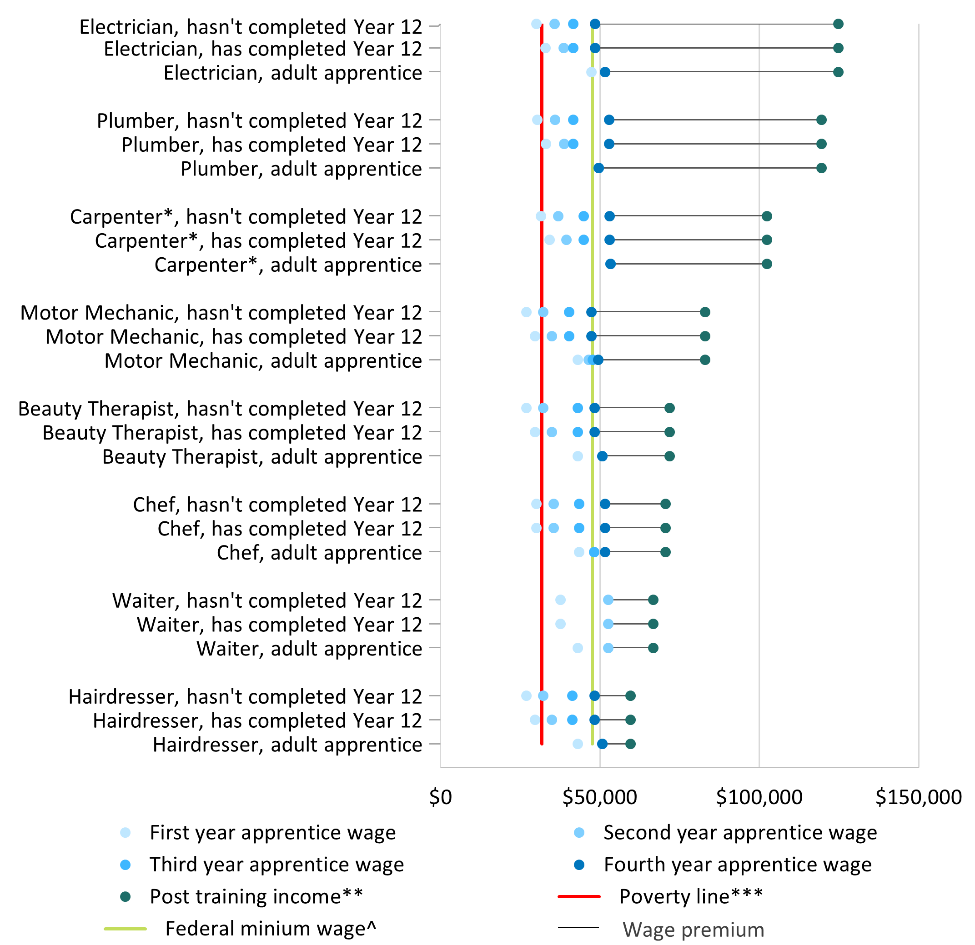 Electrician, hasn't completed Year 12
Electrician, has completed Year 12
Electrician, adult apprentice
Plumber, hasn't completed Year 12
Plumber, has completed Year 12
Plumber, adult apprentice
Carpenter*, hasn't completed Year 12
Carpenter*, has completed Year 12
Carpenter*, adult apprentice
Motor Mechanic, hasn't completed Year 12
Motor Mechanic, has completed Year 12
Motor Mechanic, adult apprentice
Beauty Therapist, hasn't completed Year 12
Beauty Therapist, has completed Year 12
Beauty Therapist, adult apprentice
Chef, hasn't completed Year 12
Chef, has completed Year 12
Chef, adult apprentice
Waiter, hasn't completed Year 12
Waiter, has completed Year 12
Waiter, adult apprentice
Hairdresser, hasn't completed Year 12
Hairdresser, has completed Year 12
Hairdresser, adult apprentice
$0 $50,000 $100,000 $150,000
First year apprentice wage Second year apprentice wage
Third year apprentice wage Fourth year apprentice wage
Post training income** Poverty line***
Federal minium wage^ Wage premium